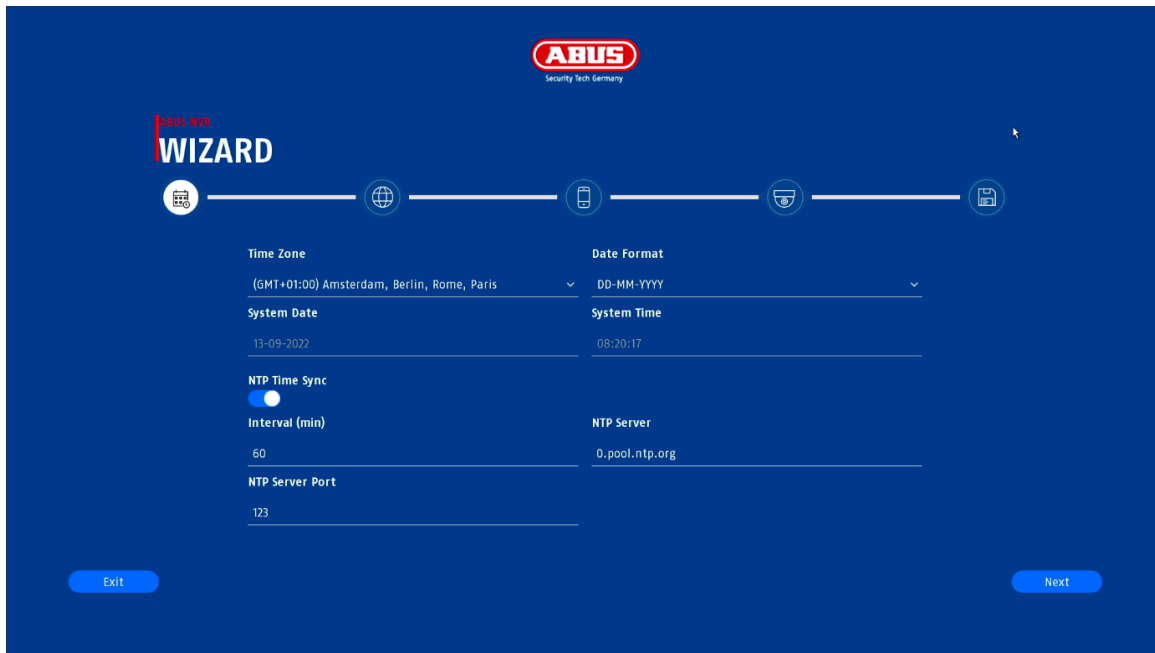 ABUS
Security Tech Germany
ABUS NVR
WIZARD
Time Zone
Date Format
(GMT+01:00) Amsterdam, Berlin, Rome, Paris
DD-MM-YYYY
System Date
System Time
13-09-2022
08:20:17
NTP Time Sync
Interval (min)
NTP Server
60
0.pool.ntp.org
NTP Server Port
123
Exit
Next